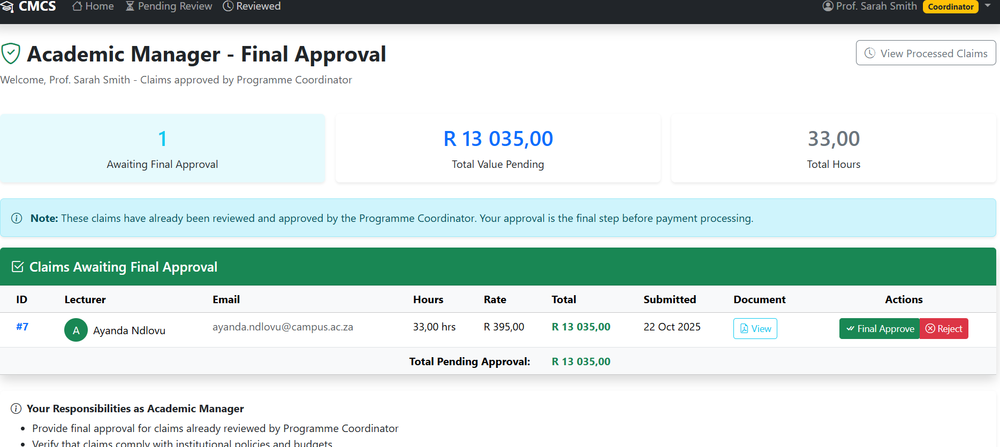 CMCS Home Pending Review Reviewed Prof. Sarah Smith Coordinator
Academic Manager - Final Approval View Processed Claims
Welcome, Prof. Sarah Smith - Claims approved by Programme Coordinator
1 R 13 035,00 33,00
Awaiting Final Approval Total Value Pending Total Hours
Note: These claims have already been reviewed and approved by the Programme Coordinator. Your approval is the final step before payment processing.
Claims Awaiting Final Approval
ID Lecturer Email Hours Rate Total Submitted Document Actions
#7 A Ayanda Ndlovu ayanda.ndlovu@campus.ac.za 33,00 hrs R 395,00 R 13 035,00 22 Oct 2025 View Final Approve Reject
Total Pending Approval: R 13 035,00
Your Responsibilities as Academic Manager
• Provide final approval for claims already reviewed by Programme Coordinator
• Verify that claims comply with institutional policies and budgets